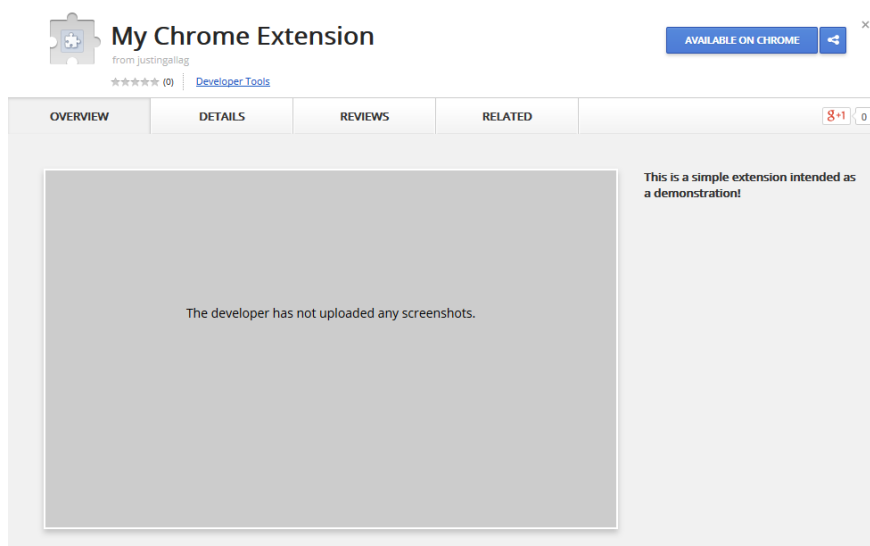 My Chrome Extension
from justingallag
(0) Developer Tools
AVAILABLE ON CHROME
OVERVIEW DETAILS REVIEWS RELATED
g+1 0
This is a simple extension intended as
a demonstration!
The developer has not uploaded any screenshots.